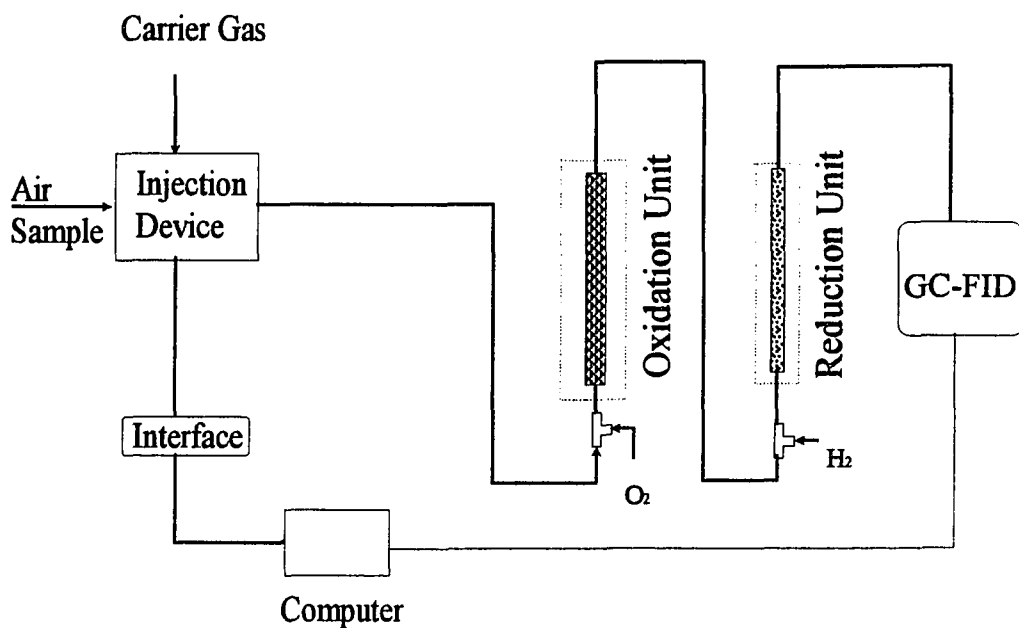 Carrier Gas
Air
Sample
Injection
Device
Oxidation Unit
Reduction Unit
GC-FID
Interface
O₂
H₂
Computer